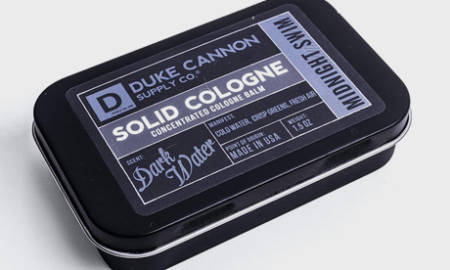 D
DUKE CANNON
SUPPLY CO.®
SOLID COLOGNE
CONCENTRATED COLOGNE BALM
SCENT:
Dark
Water
MANIFEST:
COLD WATER, CRISP GREENS, FRESH AIR
POINT OF ORIGIN:
MADE IN USA
WEIGHT:
1.5 OZ
MIDNIGHT SWIM